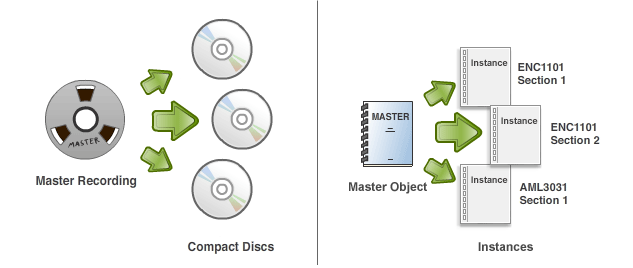 MASTER
Master Recording
Compact Discs
MASTER
Master Object
Instance
ENC1101
Section 1
Instance
ENC1101
Section 2
Instance
AML3031
Section 1
Instances